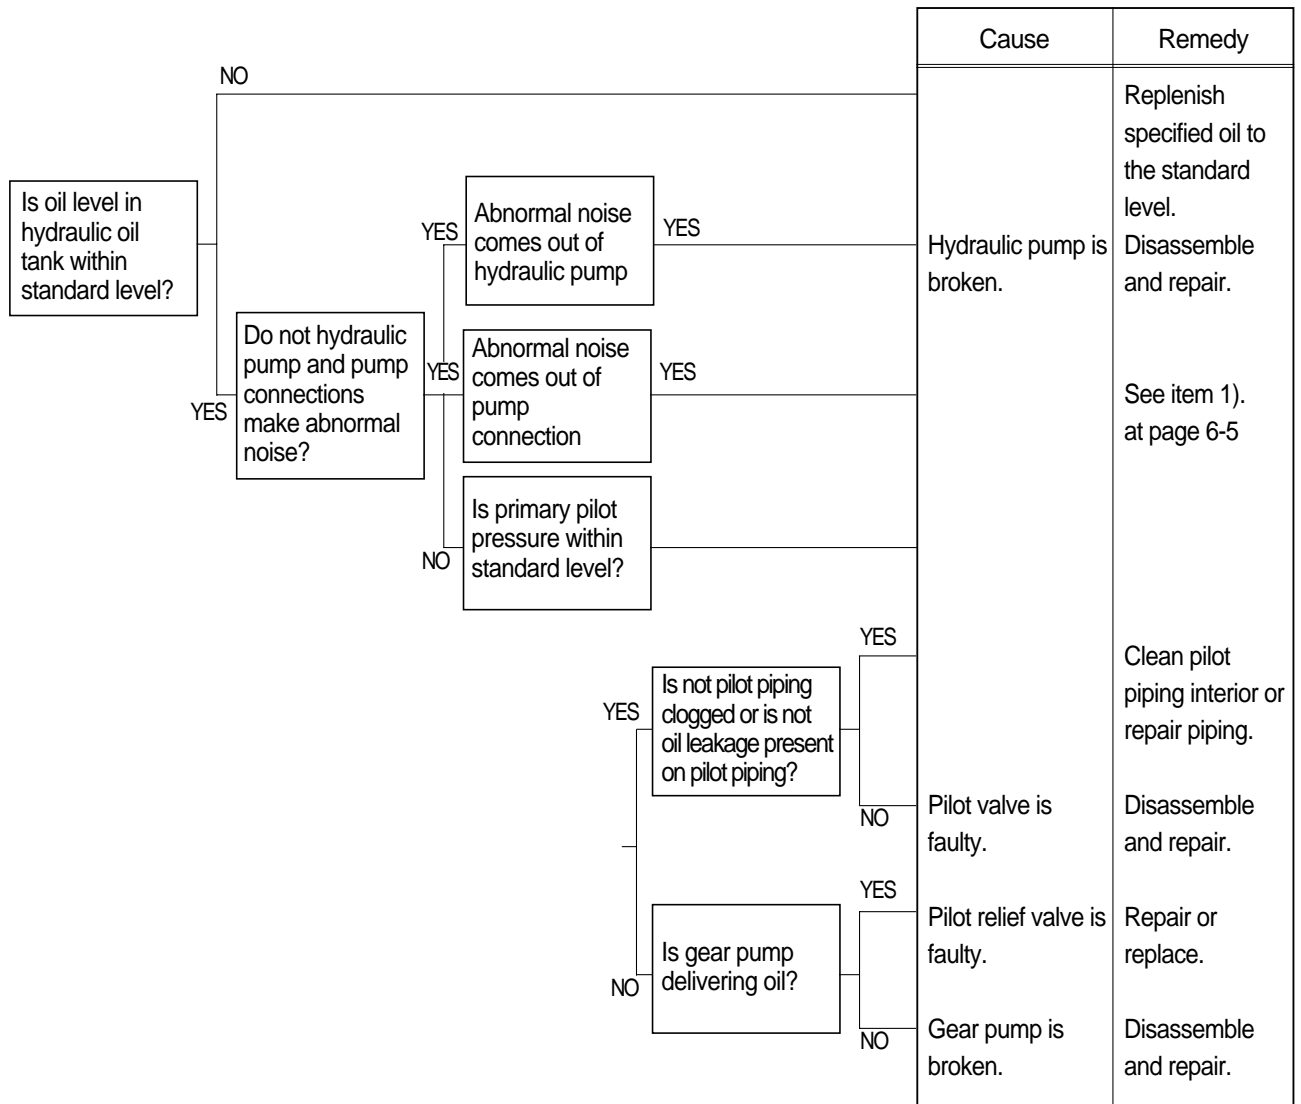 Cause
Remedy
NO
Replenish
specified oil to
the standard
level.
Is oil level in
hydraulic oil
tank within
standard level?
YES
Abnormal noise
comes out of
hydraulic pump
YES
Hydraulic pump is
broken.
Disassemble
and repair.
YES
Do not hydraulic
pump and pump
connections
make abnormal
noise?
YES
Abnormal noise
comes out of
pump
connection
YES
See item 1).
at page 6-5
NO
Is primary pilot
pressure within
standard level?
YES
Is not pilot piping
clogged or is not
oil leakage present
on pilot piping?
YES
Clean pilot
piping interior or
repair piping.
NO
Pilot valve is
faulty.
Disassemble
and repair.
NO
Is gear pump
delivering oil?
YES
Pilot relief valve is
faulty.
Repair or
replace.
NO
Gear pump is
broken.
Disassemble
and repair.